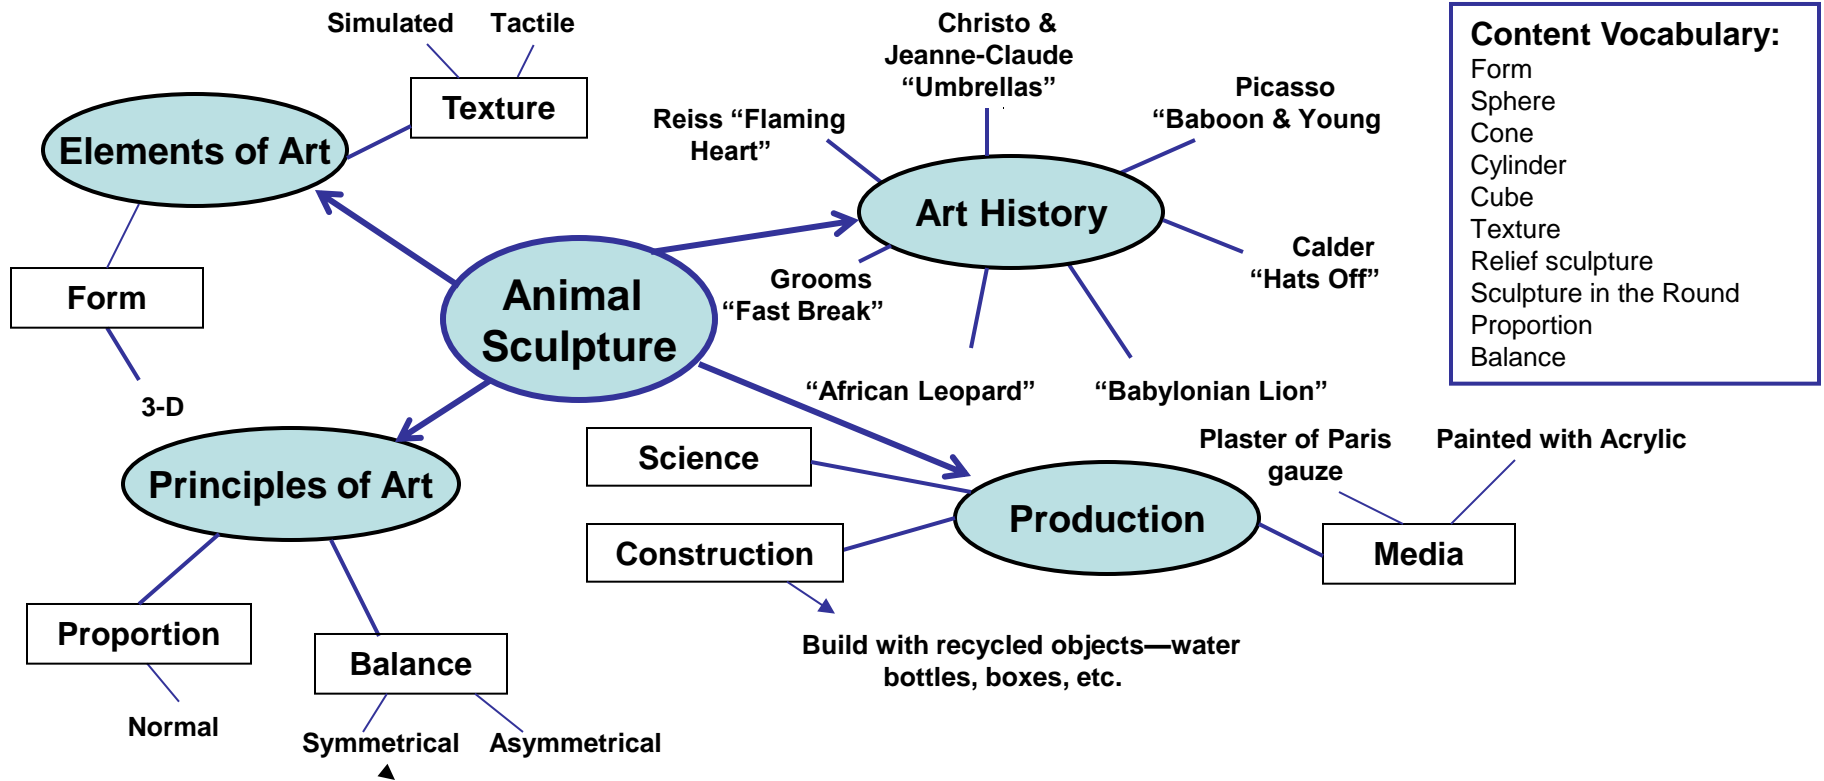 Simulated
Tactile
Texture
Elements of Art
Form
3-D
Christo &
Jeanne-Claude
“Umbrellas”
Reiss “Flaming
Heart”
Picasso
“Baboon & Young
Art History
Calder
“Hats Off”
Grooms
“Fast Break”
“African Leopard”
“Babylonian Lion”
Animal
Sculpture
Content Vocabulary:
Form
Sphere
Cone
Cylinder
Cube
Texture
Relief sculpture
Sculpture in the Round
Proportion
Balance
Principles of Art
Proportion
Normal
Balance
Symmetrical
Asymmetrical
Science
Construction
Build with recycled objects—water
bottles, boxes, etc.
Production
Plaster of Paris
gauze
Painted with Acrylic
Media